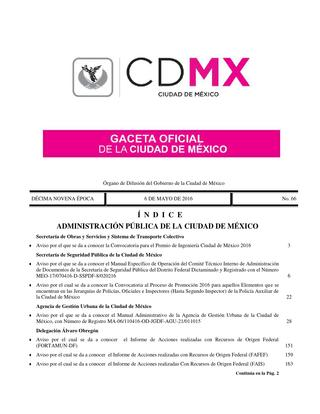 CDMX
CIUDAD DE MÉXICO
GACETA OFICIAL
DE LA CIUDAD DE MÉXICO
Órgano de Difusión del Gobierno de la Ciudad de México
DÉCIMA NOVENA ÉPOCA 6 DE MAYO DE 2016 No. 66
Í N D I C E
ADMINISTRACIÓN PÚBLICA DE LA CIUDAD DE MÉXICO
Secretaría de Obras y Servicios y Sistema de Transporte Colectivo
♦ Aviso por el que se da a conocer la Convocatoria para el Premio de Ingeniería Ciudad de México 2016 3
Secretaría de Seguridad Pública de la Ciudad de México
♦ Aviso por el que se da a conocer el Manual Específico de Operación del Comité Técnico Interno de Administración
de Documentos de la Secretaría de Seguridad Pública del Distrito Federal Dictaminado y Registrado con el Número
MEO-17/070416-D-SSPDF-8/020216 6
♦ Aviso por el cual se da a conocer la Convocatoria al Proceso de Promoción 2016 para aquellos Elementos que se
encuentran en las Jerarquías de Policías, Oficiales e Inspectores (Hasta Segundo Inspector) de la Policía Auxiliar de
la Ciudad de México 22
Agencia de Gestión Urbana de la Ciudad de México
♦ Aviso por el que se da a conocer el Manual Administrativo de la Agencia de Gestión Urbana de la Ciudad de
México, con Número de Registro MA-06/110416-OD-JGDF-AGU-21/011015 28
Delegación Álvaro Obregón
♦ Aviso por el cual se da a conocer el Informe de Acciones realizadas con Recursos de Origen Federal
(FORTAMUN-DF) 151
♦ Aviso por el cual se da a conocer el Informe de Acciones realizadas con Recursos de Origen Federal (FAFEF) 159
♦ Aviso por el cual se da a conocer el Informe de Acciones realizadas Con Recursos de Origen Federal (FAIS) 163
Continúa en la Pág. 2